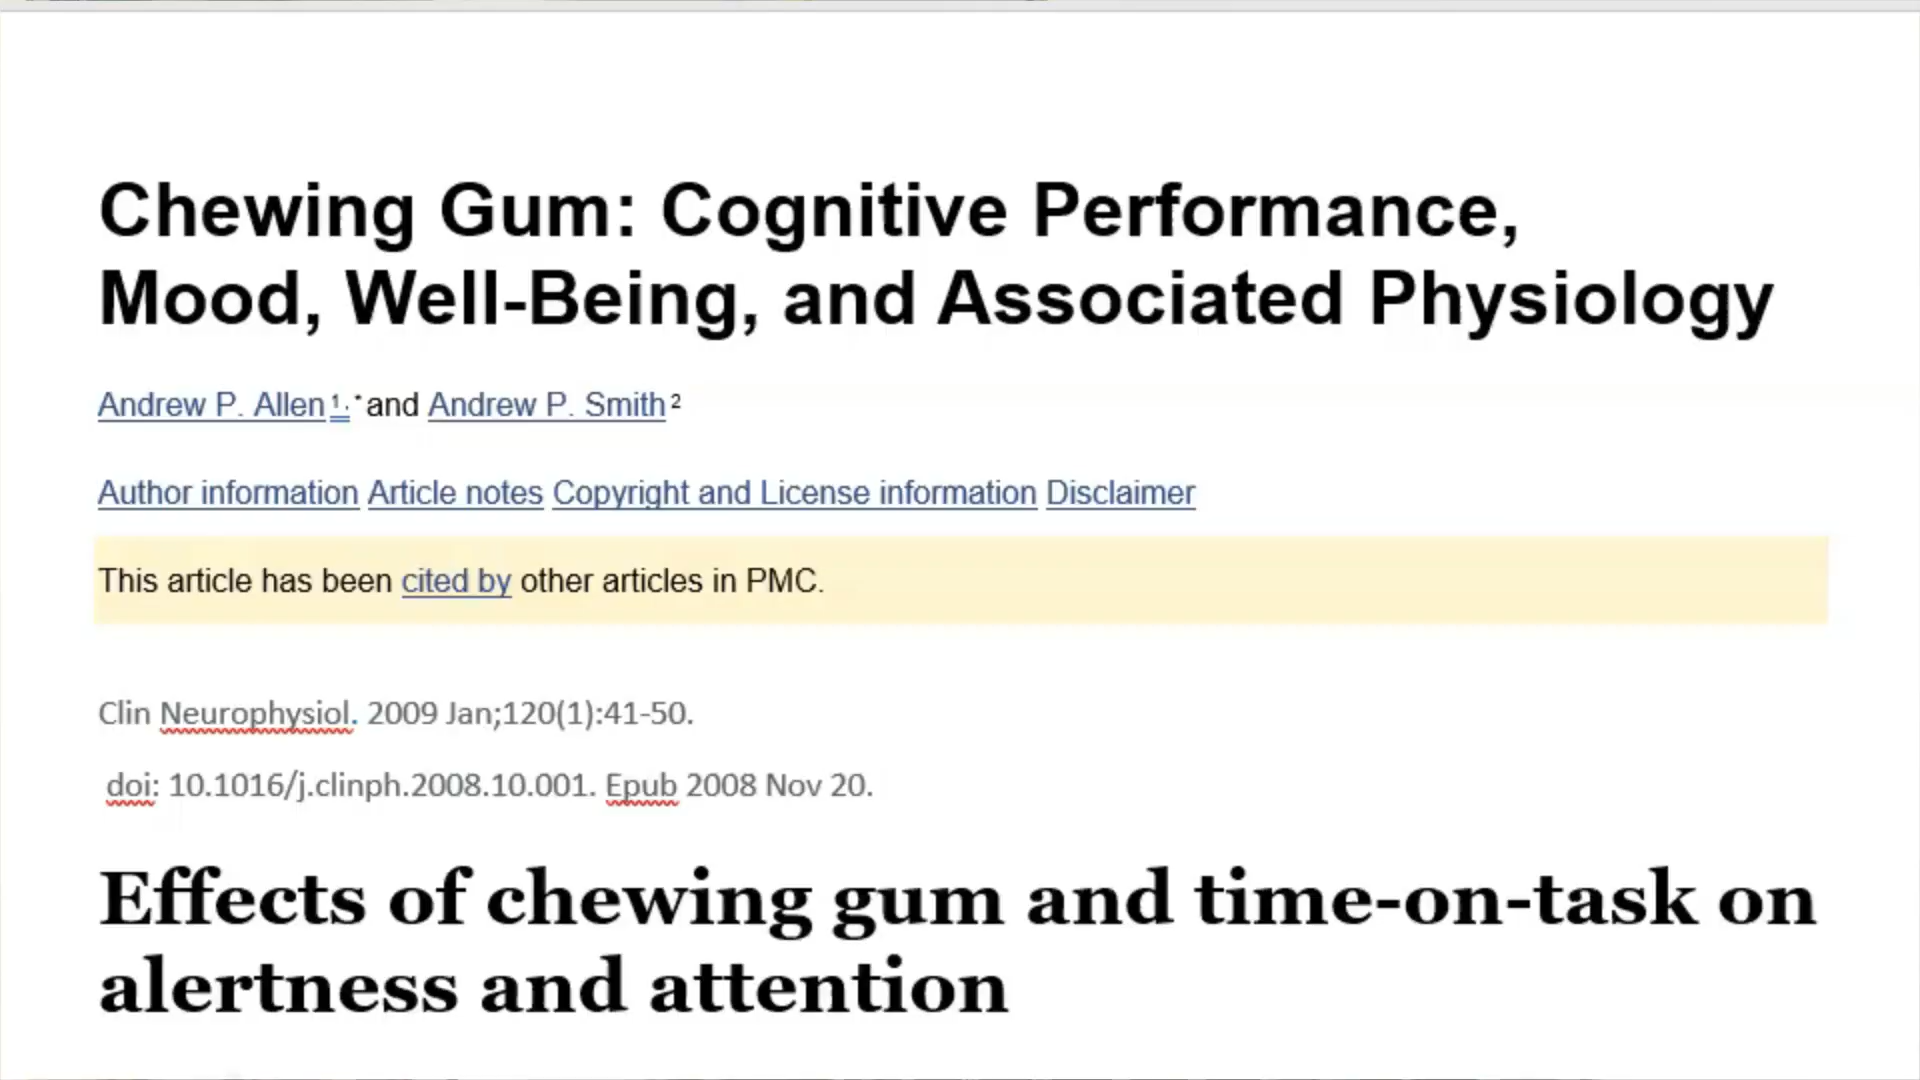 Chewing Gum: Cognitive Performance,
Mood, Well-Being, and Associated Physiology
Andrew P. Allen 1,* and Andrew P. Smith 2
Author information Article notes Copyright and License information Disclaimer
This article has been cited by other articles in PMC.
Clin Neurophysiol. 2009 Jan;120(1):41-50.
doi: 10.1016/j.clinph.2008.10.001. Epub 2008 Nov 20.
Effects of chewing gum and time-on-task on
alertness and attention